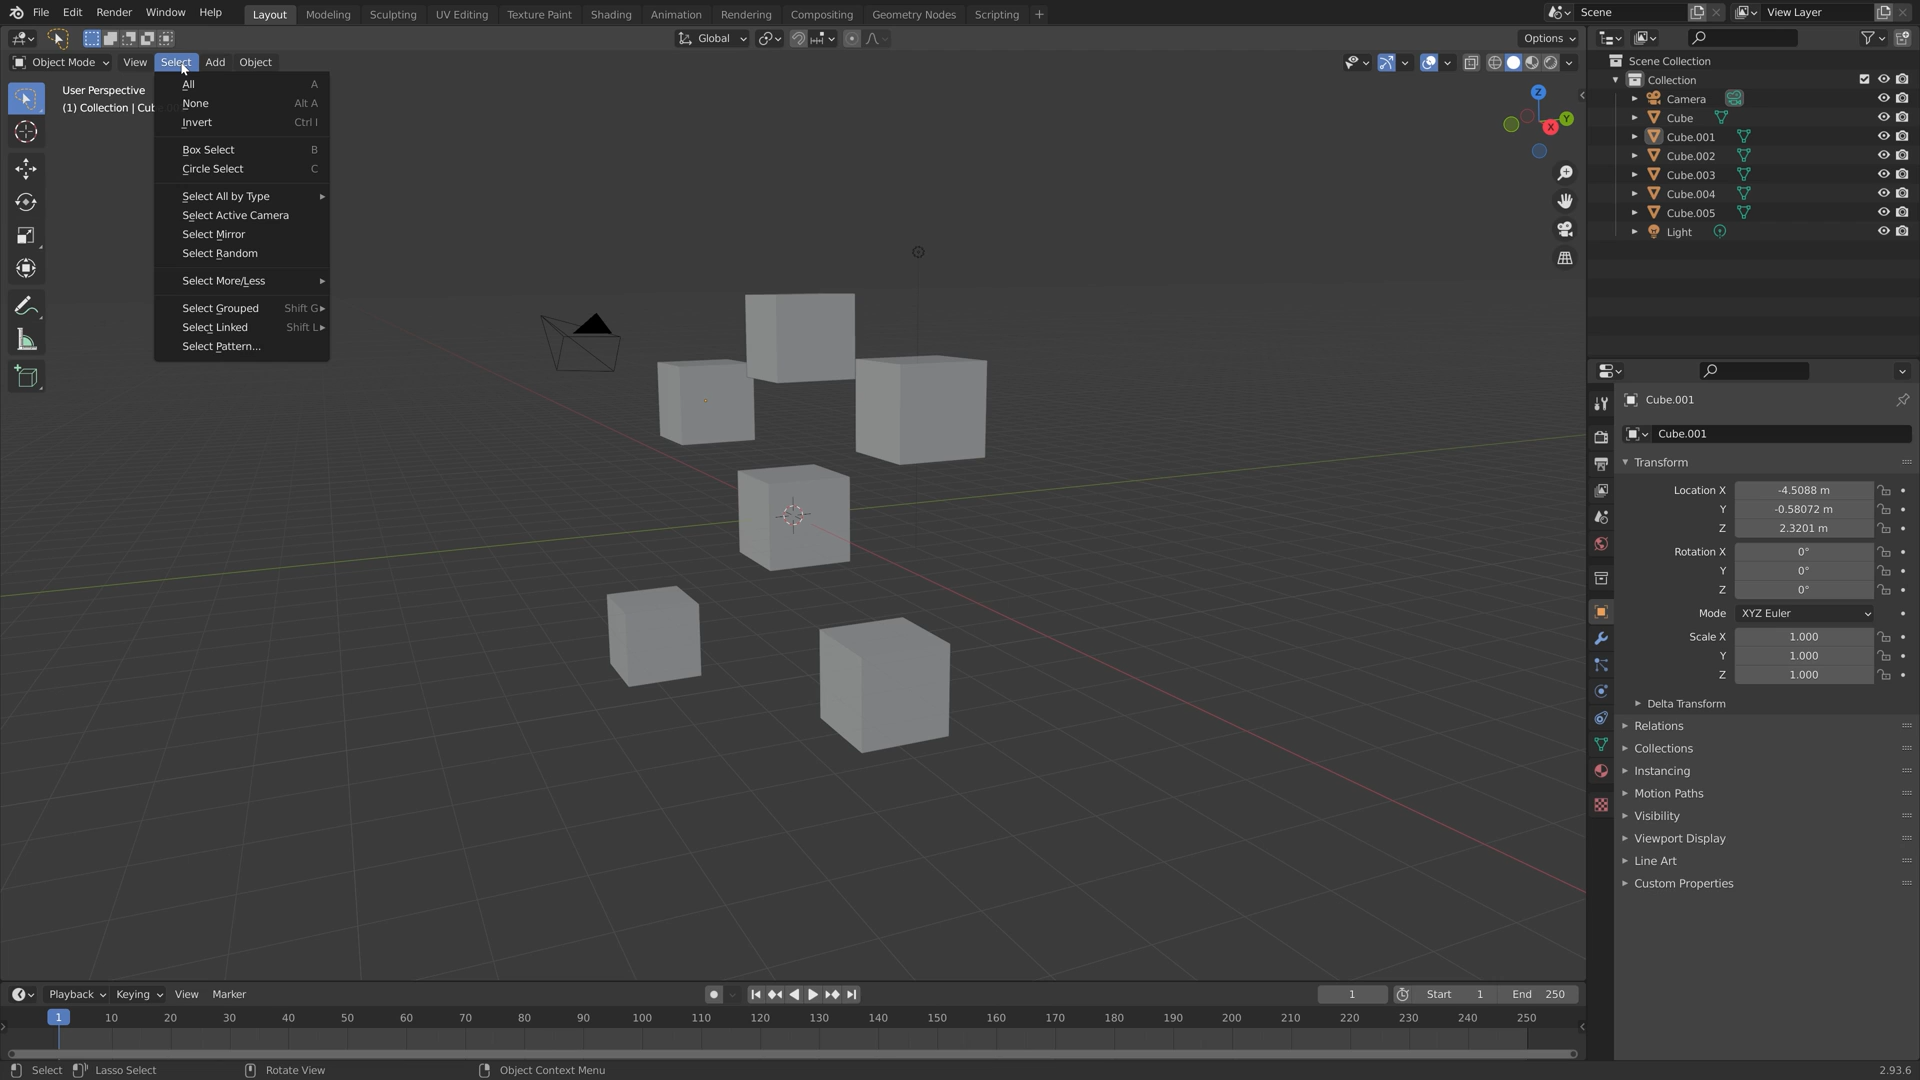 File Edit Render Window Help Layout Modeling Sculpting UV Editing Texture Paint Shading Animation Rendering Compositing Geometry Nodes Scripting + Scene View Layer
Global Options
Object Mode View Select Add Object
User Perspective
(1) Collection | Cube
All A
None Alt A
Invert Ctrl I
Box Select B
Circle Select C
Select All by Type
Select Active Camera
Select Mirror
Select Random
Select More/Less
Select Grouped Shift G
Select Linked Shift L
Select Pattern...
Z
Y
X
Scene Collection
Collection
Camera
Cube
Cube.001
Cube.002
Cube.003
Cube.004
Cube.005
Light
Cube.001
Cube.001
Transform
Location X -4.5088 m
Y -0.58072 m
Z 2.3201 m
Rotation X 0°
Y 0°
Z 0°
Mode XYZ Euler
Scale X 1.000
Y 1.000
Z 1.000
Delta Transform
Relations
Collections
Instancing
Motion Paths
Visibility
Viewport Display
Line Art
Custom Properties
Playback Keying View Marker 1 Start 1 End 250
1 10 20 30 40 50 60 70 80 90 100 110 120 130 140 150 160 170 180 190 200 210 220 230 240 250
Select Lasso Select Rotate View Object Context Menu 2.93.6